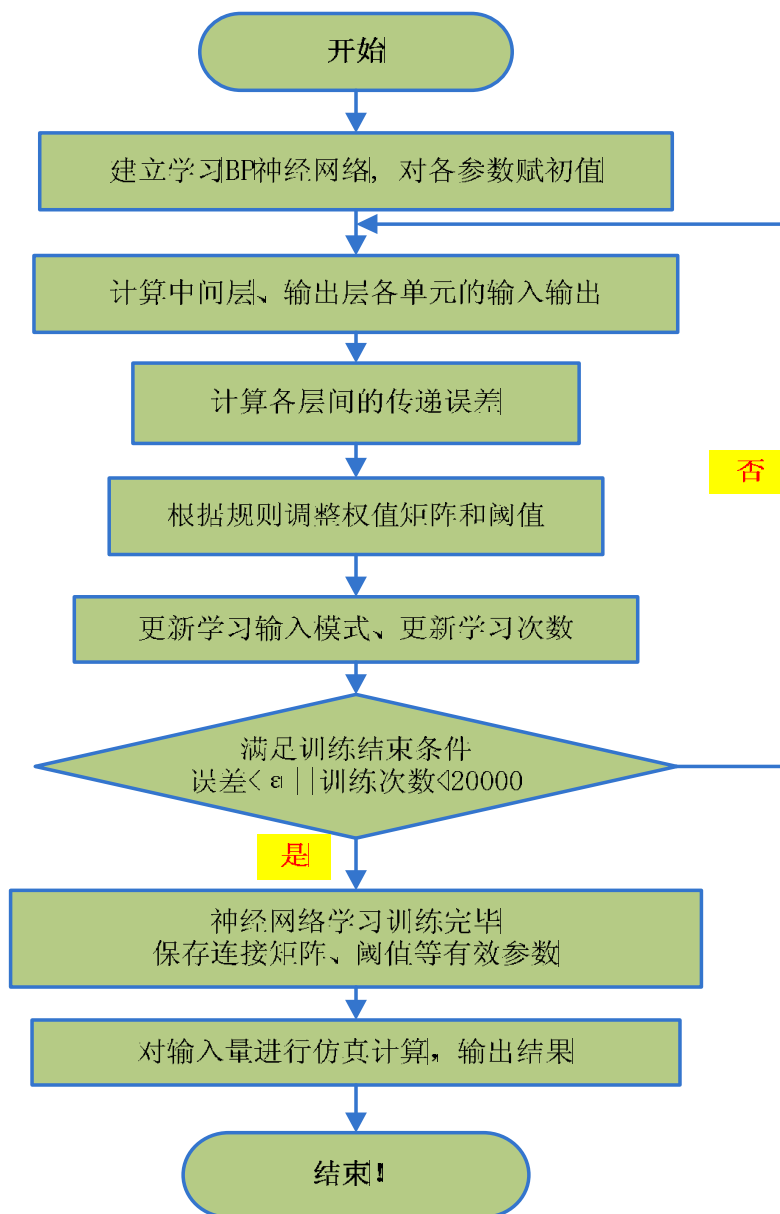 开始
建立学习BP神经网络，对各参数赋初值
计算中间层、输出层各单元的输入输出
计算各层间的传递误差
否
根据规则调整权值矩阵和阈值
更新学习输入模式、更新学习次数
满足训练结束条件
误差<ε||训练次数<20000
是
神经网络学习训练完毕
保存连接矩阵、阈值等有效参数
对输入量进行仿真计算，输出结果
结束！